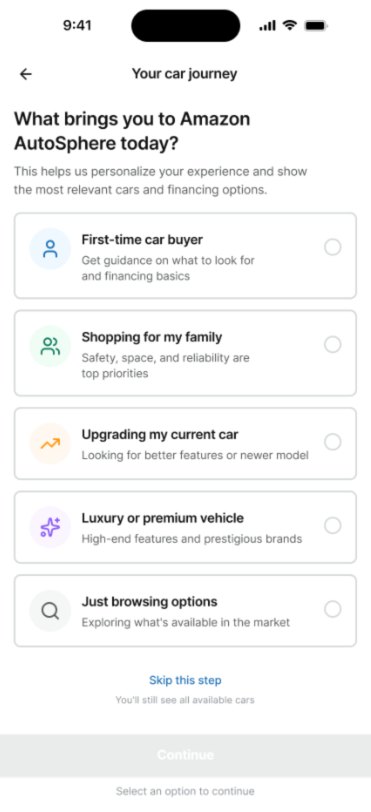 9:41
Your car journey
What brings you to Amazon
AutoSphere today?
This helps us personalize your experience and show
the most relevant cars and financing options.
First-time car buyer
Get guidance on what to look for
and financing basics
Shopping for my family
Safety, space, and reliability are
top priorities
Upgrading my current car
Looking for better features or newer model
Luxury or premium vehicle
High-end features and prestigious brands
Just browsing options
Exploring what's available in the market
Skip this step
You'll still see all available cars
Continue
Select an option to continue